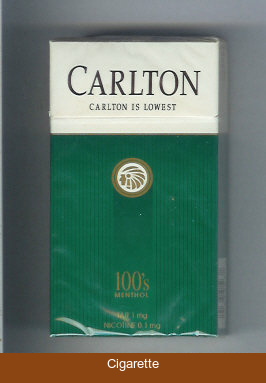 CARLTON
CARLTON IS LOWEST
100's
MENTHOL
TAR 1 mg
NICOTINE 0.1 mg
Cigarette